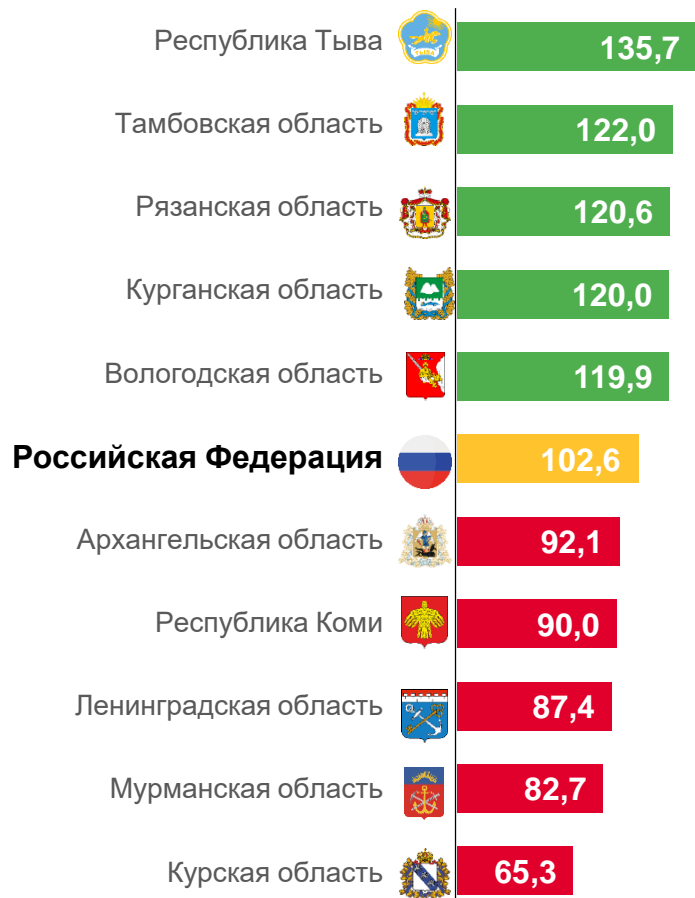 Республика Тыва 135,7
Тамбовская область 122,0
Рязанская область 120,6
Курганская область 120,0
Вологодская область 119,9
Российская Федерация 102,6
Архангельская область 92,1
Республика Коми 90,0
Ленинградская область 87,4
Мурманская область 82,7
Курская область 65,3